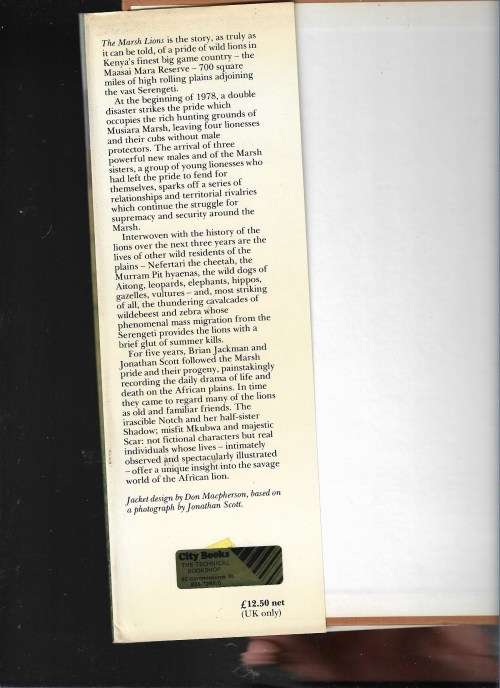 The Marsh Lions is the story, as truly as
it can be told, of a pride of wild lions in
Kenya's finest big game country – the
Maasai Mara Reserve – 700 square
miles of high rolling plains adjoining
the vast Serengeti.
At the beginning of 1978, a double
disaster strikes the pride which
occupies the rich hunting grounds of
Musiara Marsh, leaving four lionesses
and their cubs without male
protectors. The arrival of three
powerful new males and of the Marsh
sisters, a group of young lionesses who
had left the pride to fend for
themselves, sparks off a series of
relationships and territorial rivalries
which continue the struggle for
supremacy and security around the
Marsh.
Interwoven with the history of the
lions over the next three years are the
lives of other wild residents of the
plains – Nefertari the cheetah, the
Murram Pit hyaenas, the wild dogs of
Aitong, leopards, elephants, hippos,
gazelles, vultures – and, most striking
of all, the thundering cavalcades of
wildebeest and zebra whose
phenomenal mass migration from the
Serengeti provides the lions with a
brief glut of summer kills.
For five years, Brian Jackman and
Jonathan Scott followed the Marsh
pride and their progeny, painstakingly
recording the daily drama of life and
death on the African plains. In time
they came to regard many of the lions
as old and familiar friends. The
irascible Notch and her half-sister
Shadow; misfit Mkubwa and majestic
Scar: not fictional characters but real
individuals whose lives – intimately
observed and spectacularly illustrated
– offer a unique insight into the savage
world of the African lion.
Jacket design by Don Macpherson, based on
a photograph by Jonathan Scott.
City Books
THE TECHNICAL
BOOKSHOP
£12.50 net
(UK only)